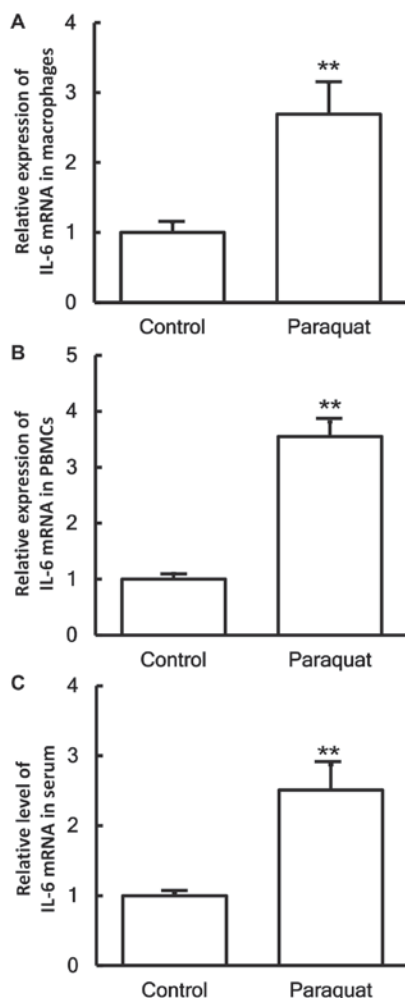 A
Relative expression of
IL-6 mRNA in macrophages
4
3
2
1
0
**
Control
Paraquat
B
Relative expression of
IL-6 mRNA in PBMCs
5
4
3
2
1
0
**
Control
Paraquat
C
Relative level of
IL-6 mRNA in serum
4
3
2
1
0
**
Control
Paraquat